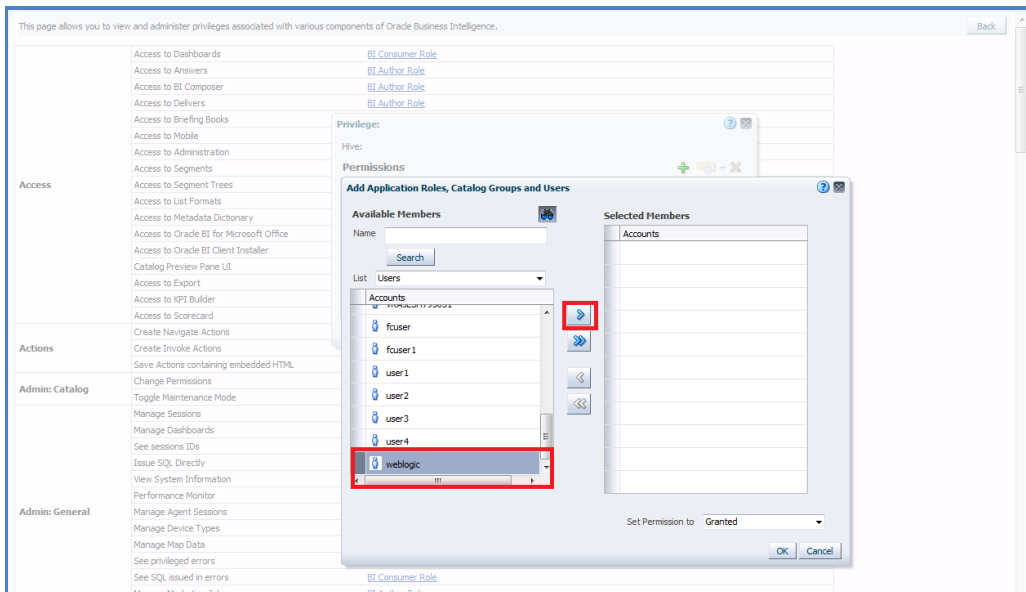 This page allows you to view and administer privileges associated with various components of Oracle Business Intelligence.
Back
Access
Access to Dashboards BI Consumer Role
Access to Answers BI Author Role
Access to BI Composer BI Author Role
Access to Delivers BI Author Role
Access to Briefing Books
Access to Mobile
Access to Administration
Access to Segments
Access to Segment Trees
Access to List Formats
Access to Metadata Dictionary
Access to Oracle BI for Microsoft Office
Access to Oracle BI Client Installer
Catalog Preview Pane UI
Access to Export
Access to KPI Builder
Access to Scorecard
Actions
Create Navigate Actions
Create Invoke Actions
Save Actions containing embedded HTML
Admin: Catalog
Change Permissions
Toggle Maintenance Mode
Admin: General
Manage Sessions
Manage Dashboards
See sessions IDs
Issue SQL Directly
View System Information
Performance Monitor
Manage Agent Sessions
Manage Device Types
Manage Map Data
See privileged errors
See SQL issued in errors BI Consumer Role
Privilege:
Hive:
Permissions
Add Application Roles, Catalog Groups and Users
Available Members
Name
Search
List Users
Accounts
fcuser
fcuser1
user1
user2
user3
user4
weblogic
Selected Members
Accounts
Set Permission to Granted
OK Cancel